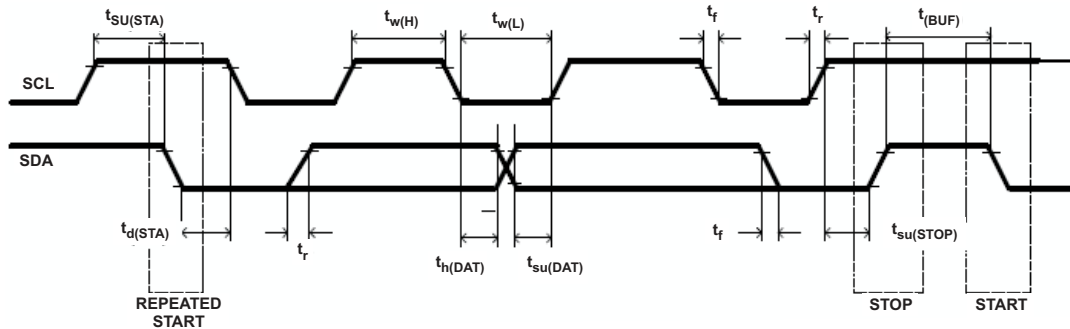 tSU(STA)
tw(H)
tw(L)
tf
tr
t(BUF)
SCL
SDA
td(STA)
tr
th(DAT)
tsu(DAT)
tf
tsu(STOP)
REPEATED
START
STOP
START